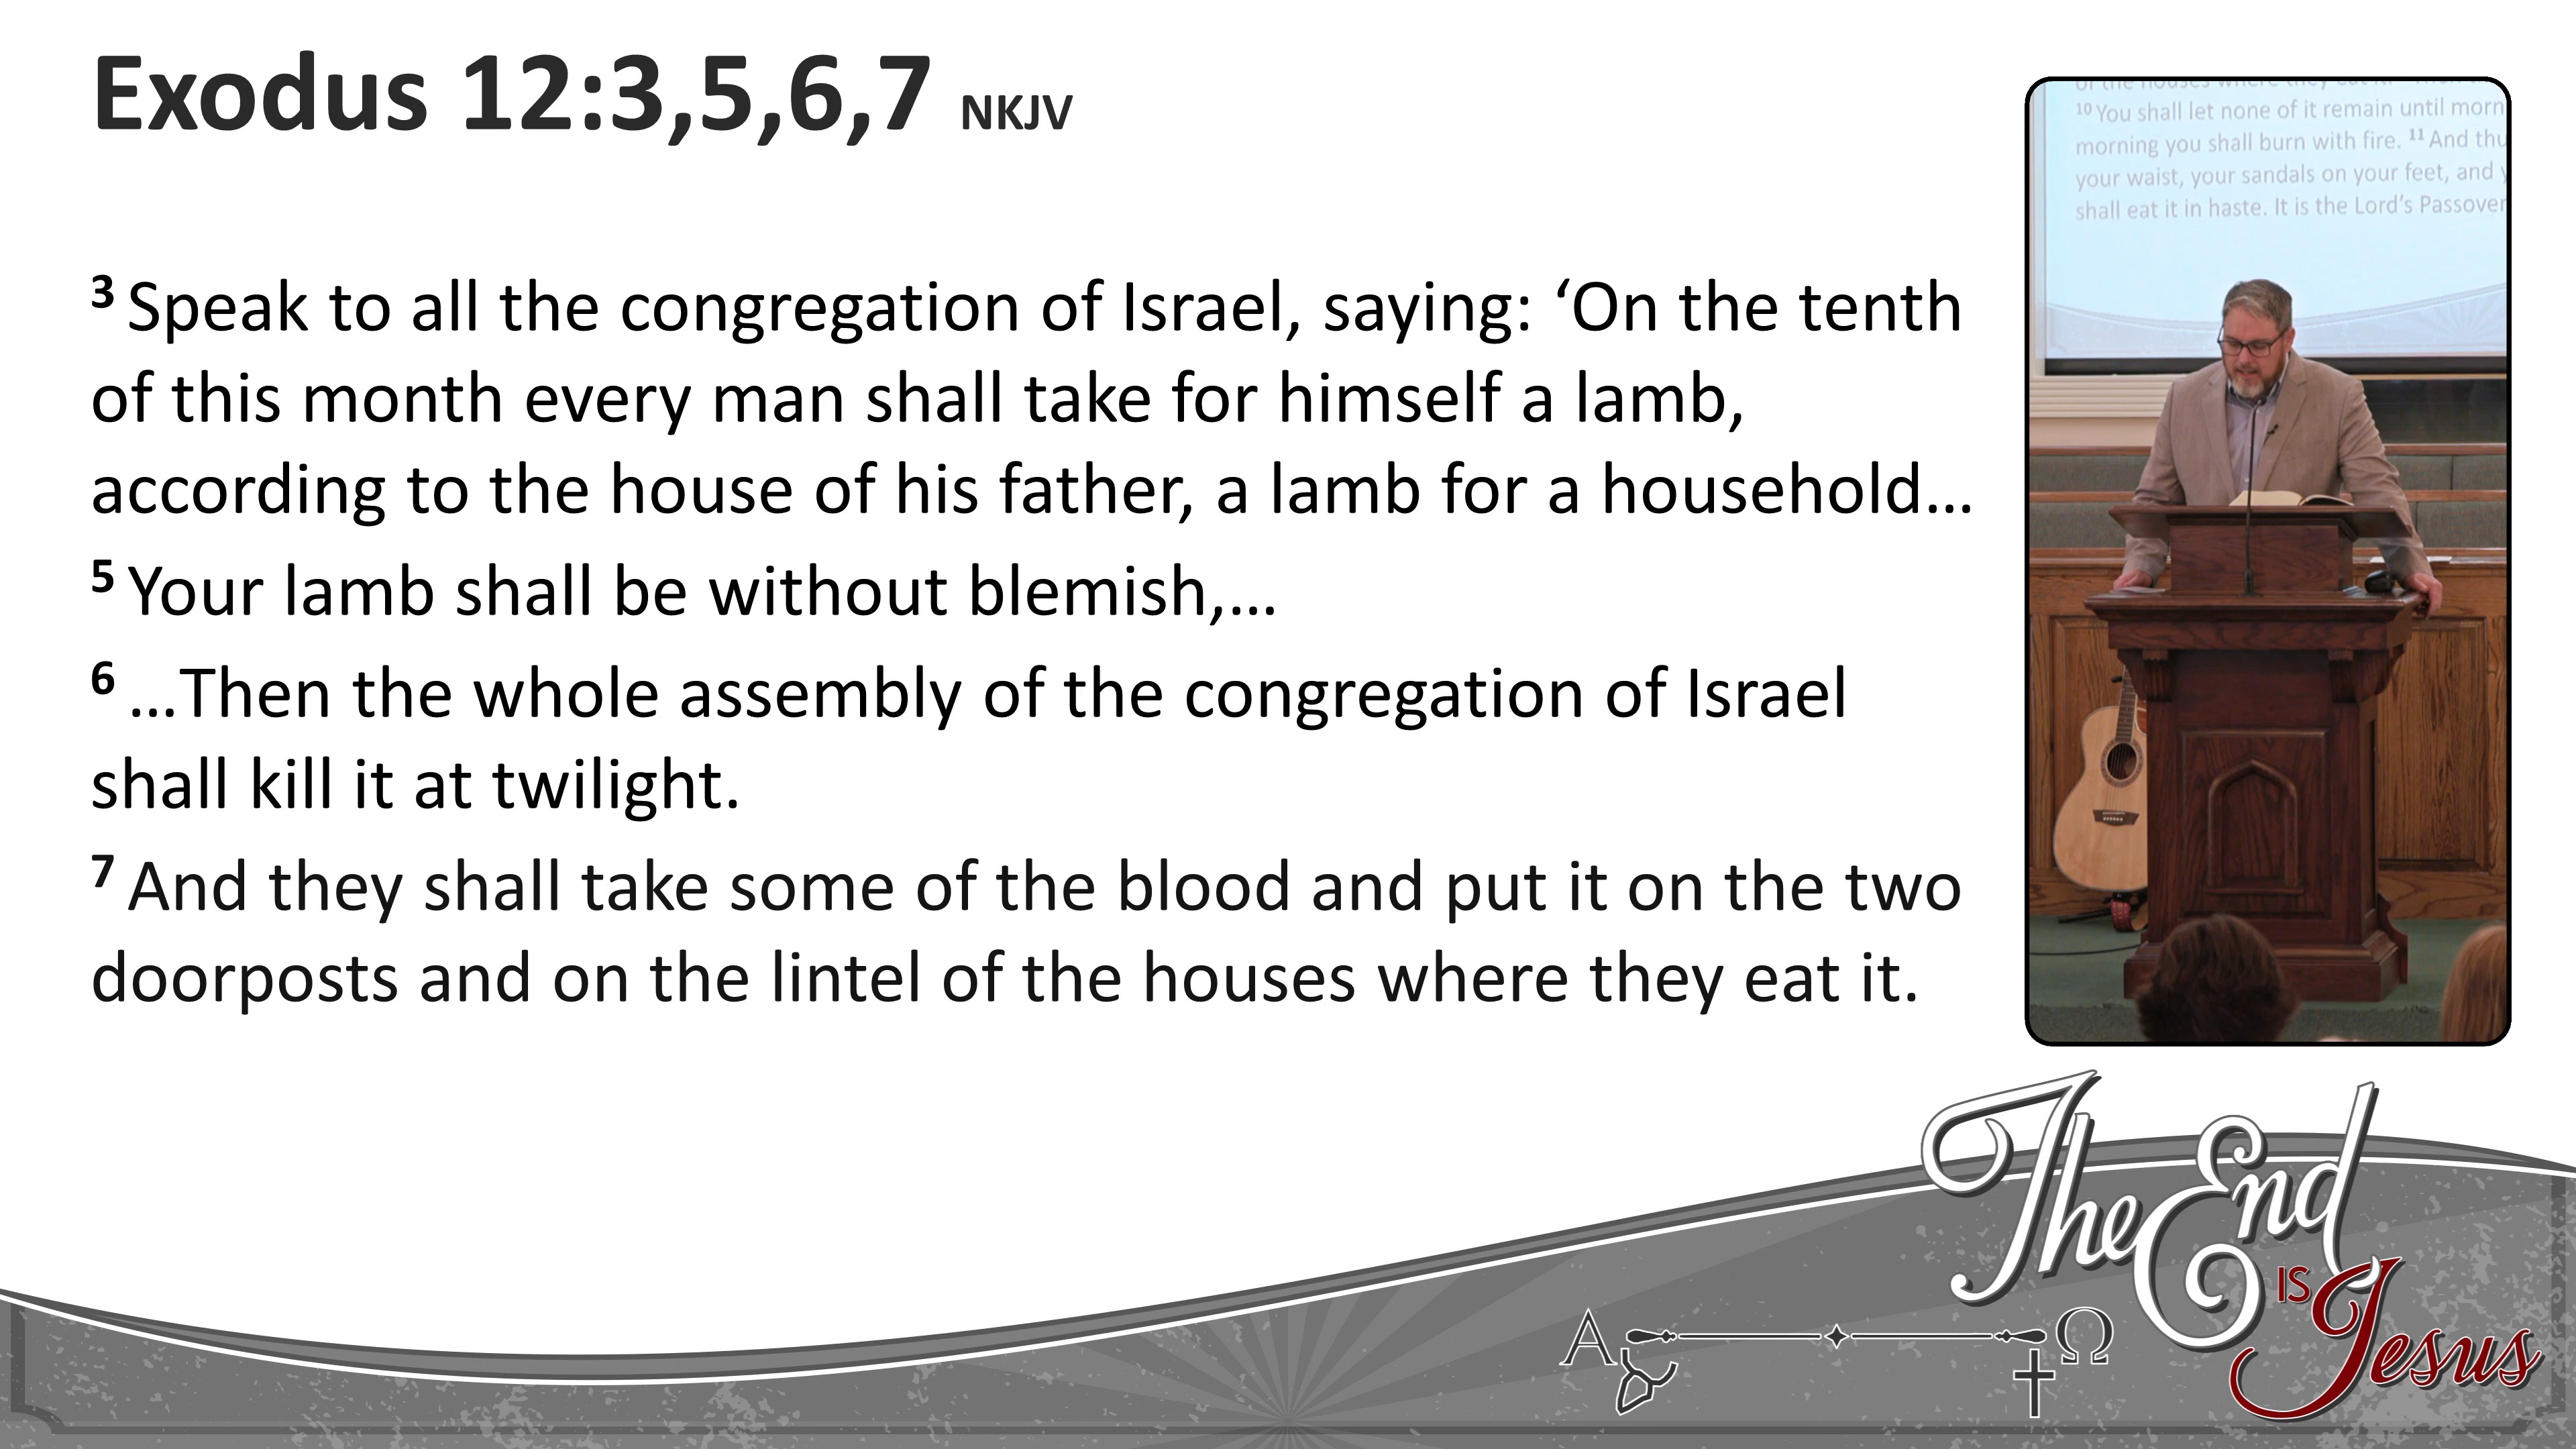 Exodus 12:3,5,6,7 NKJV
3 Speak to all the congregation of Israel, saying: ‘On the tenth
of this month every man shall take for himself a lamb,
according to the house of his father, a lamb for a household...
5 Your lamb shall be without blemish,...
6 ...Then the whole assembly of the congregation of Israel
shall kill it at twilight.
7 And they shall take some of the blood and put it on the two
doorposts and on the lintel of the houses where they eat it.
10 You shall let none of it remain until morn
morning you shall burn with fire. 11 And thu
your waist, your sandals on your feet, and
shall eat it in haste. It is the Lord’s Passover
The End
IS
Jesus
Α Ω